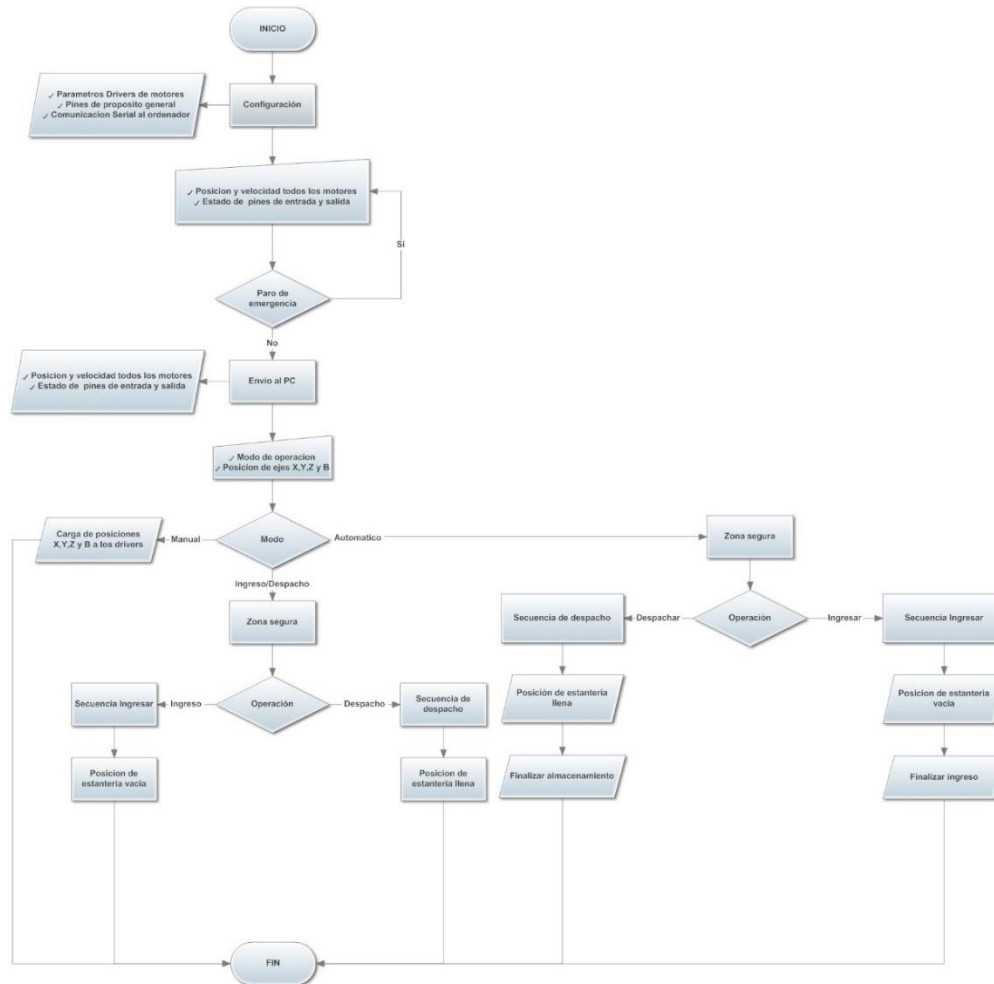 INICIO
✓ Parametros Drivers de motores
✓ Pines de proposito general
✓ Comunicacion Serial al ordenador
Configuración
✓ Posicion y velocidad todos los motores
✓ Estado de pines de entrada y salida
Si
Paro de
emergencia
No
✓ Posicion y velocidad todos los motores
✓ Estado de pines de entrada y salida
Envio al PC
✓ Modo de operacion
✓ Posicion de ejes X,Y,Z y B
Carga de posiciones
X,Y,Z y B a los drivers
Manual
Modo
Automatico
Zona segura
Ingreso/Despacho
Zona segura
Secuencia de despacho
Despachar
Operación
Ingresar
Secuencia Ingresar
Secuencia Ingresar
Ingreso
Operación
Despacho
Secuencia de
despacho
Posición de estanteria
llena
Posicion de estanteria
vacia
Posicion de
estanteria vacia
Posicion de
estanteria llena
Finalizar almacenamiento
Finalizar ingreso
FIN